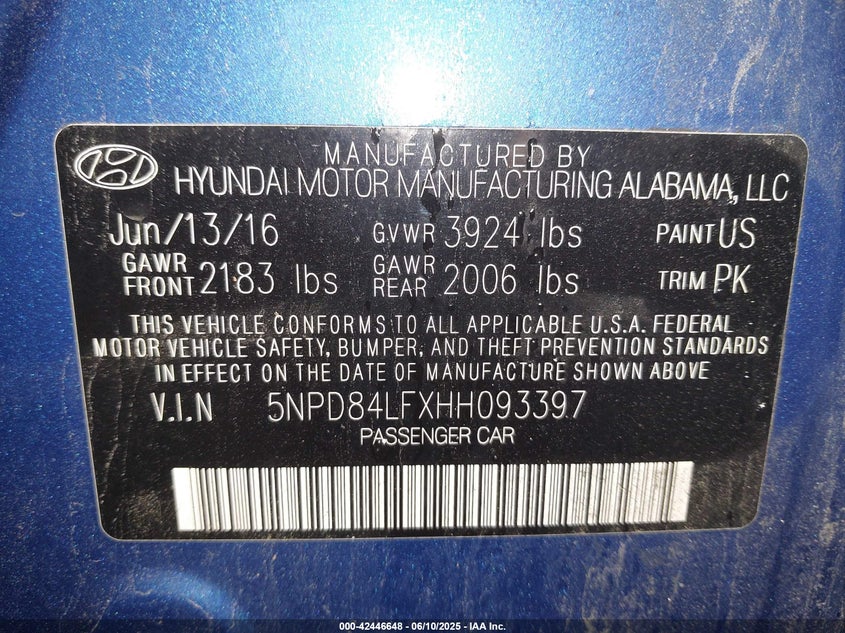 MANUFACTURED BY
HYUNDAI MOTOR MANUFACTURING ALABAMA, LLC
Jun/13/16 GVWR 3924 lbs PAINT US
GAWR FRONT 2183 lbs GAWR REAR 2006 lbs TRIM PK
THIS VEHICLE CONFORMS TO ALL APPLICABLE U.S.A. FEDERAL
MOTOR VEHICLE SAFETY, BUMPER, AND THEFT PREVENTION STANDARDS
IN EFFECT ON THE DATE OF MANUFACTURE SHOWN ABOVE
V.I.N 5NPD84LFXHH093397
PASSENGER CAR
000-42446648 - 06/10/2025 - IAA Inc.